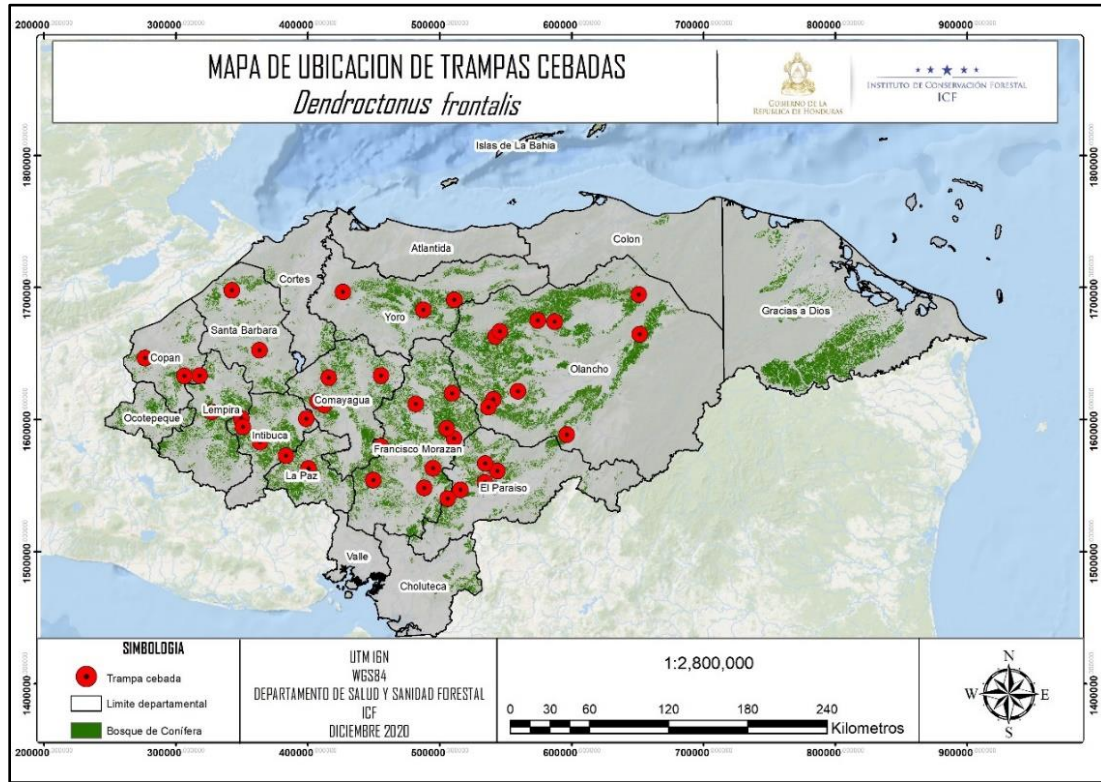 200000 300000 400000 500000 600000 700000 800000 900000
MAPA DE UBICACION DE TRAMPAS CEBADAS
Dendroctonus frontalis
GOBIERNO DE LA
REPÚBLICA DE HONDURAS
INSTITUTO DE CONSERVACIÓN FORESTAL
ICF
1800000
1700000
1600000
1500000
1400000
1800000
1700000
1600000
1500000
1400000
Islas de La Bahia
Colon
Atlantida
Cortes
Gracias a Dios
Yoro
Santa Barbara
Copan
Olancho
Comayagua
Lempira
Ocotepeque
Intibuca
Francisco Morazan
La Paz
El Paraiso
Valle
Choluteca
SIMBOLOGIA
Trampa cebada
Limite departamental
Bosque de Conífera
UTM 16N
WGS84
DEPARTAMENTO DE SALUD Y SANIDAD FORESTAL
ICF
DICIEMBRE 2020
1:2,800,000
0 30 60 120 180 240
Kilometros
N
W E
S
200000 300000 400000 500000 600000 700000 800000 900000